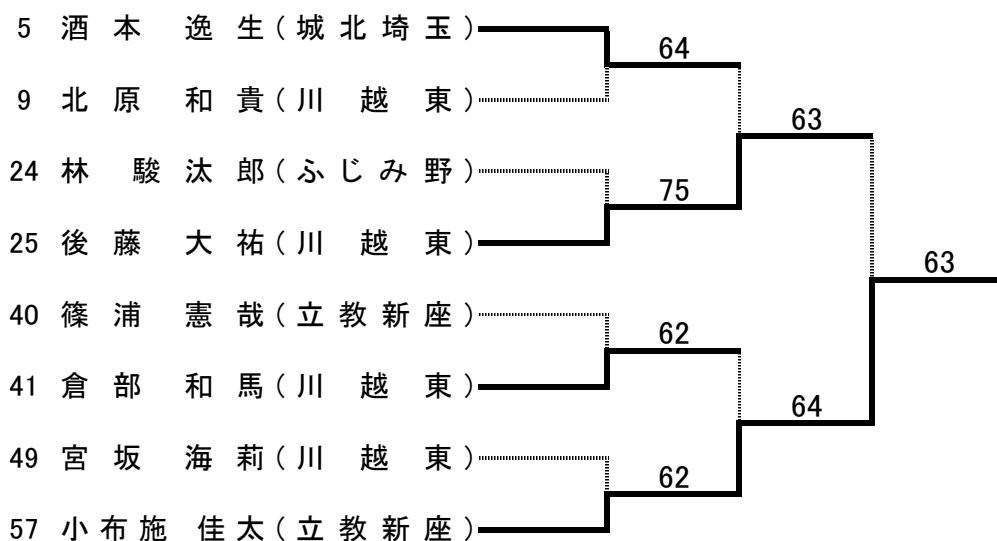 5 酒本 逸生(城北埼玉)
64
9 北原 和貴(川越東)
63
24 林 駿汰郎(ふじみ野)
75
25 後藤 大祐(川越東)
63
40 篠浦 憲哉(立教新座)
62
41 倉部 和馬(川越東)
64
49 宮坂 海莉(川越東)
62
57 小布施 佳太(立教新座)